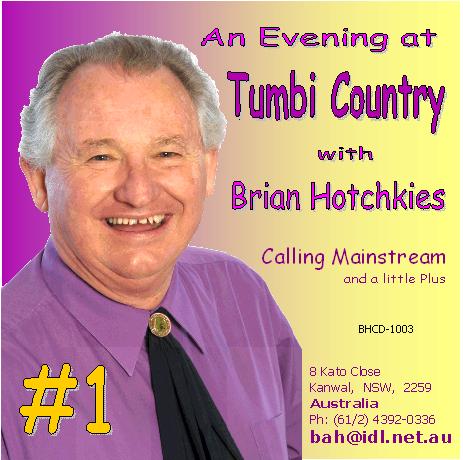 An Evening at
Tumbi Country
with
Brian Hotchkies
Calling Mainstream
and a little Plus
BHCD-1003
#1
8 Kato Close
Kanwal, NSW, 2259
Australia
Ph: (61/2) 4392-0336
bah@idl.net.au